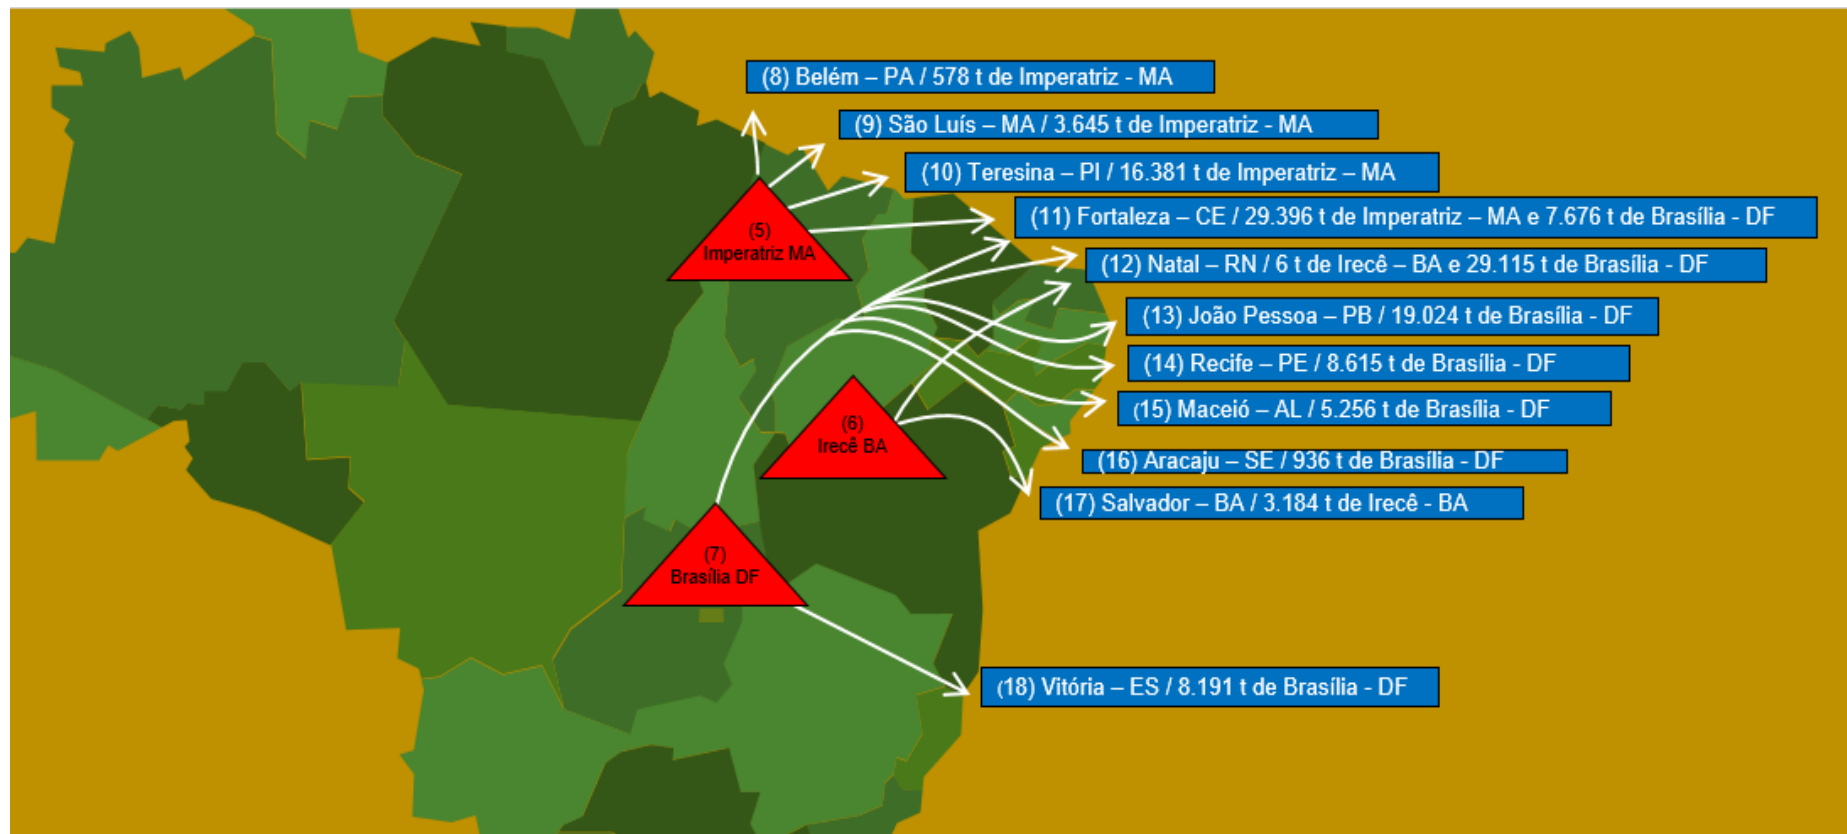 (8) Belém – PA / 578 t de Imperatriz - MA
(9) São Luís – MA / 3.645 t de Imperatriz - MA
(10) Teresina – PI / 16.381 t de Imperatriz – MA
(11) Fortaleza – CE / 29.396 t de Imperatriz – MA e 7.676 t de Brasília - DF
(5)
Imperatriz MA
(12) Natal – RN / 6 t de Irecê – BA e 29.115 t de Brasília - DF
(13) João Pessoa – PB / 19.024 t de Brasília - DF
(14) Recife – PE / 8.615 t de Brasília - DF
(15) Maceió – AL / 5.256 t de Brasília - DF
(6)
Irecê BA
(16) Aracaju – SE / 936 t de Brasília - DF
(17) Salvador – BA / 3.184 t de Irecê - BA
(7)
Brasília DF
(18) Vitória – ES / 8.191 t de Brasília - DF